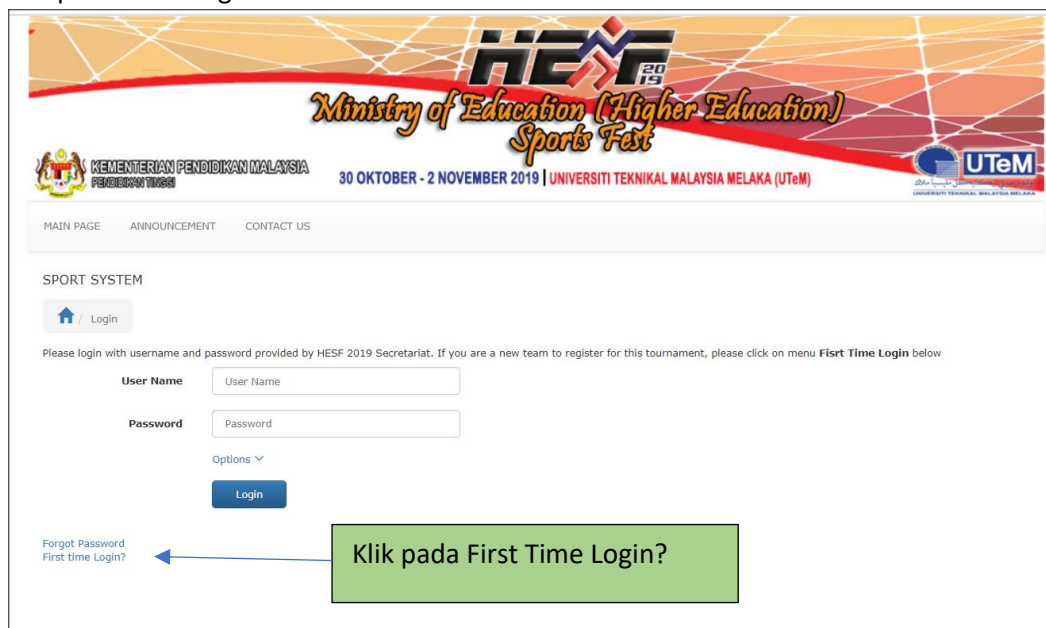 HESF
20
19
Ministry of Education (Higher Education)
Sports Fest
KEMENTERIAN PENDIDIKAN MALAYSIA
PENDIDIKAN TINGGI
30 OKTOBER - 2 NOVEMBER 2019 | UNIVERSITI TEKNIKAL MALAYSIA MELAKA (UTeM)
UTeM
UNIVERSITI TEKNIKAL MALAYSIA MELAKA
MAIN PAGE ANNOUNCEMENT CONTACT US
SPORT SYSTEM
/ Login
Please login with username and password provided by HESF 2019 Secretariat. If you are a new team to register for this tournament, please click on menu Fisrt Time Login below
User Name User Name
Password Password
Options
Login
Forgot Password
First time Login?
Klik pada First Time Login?